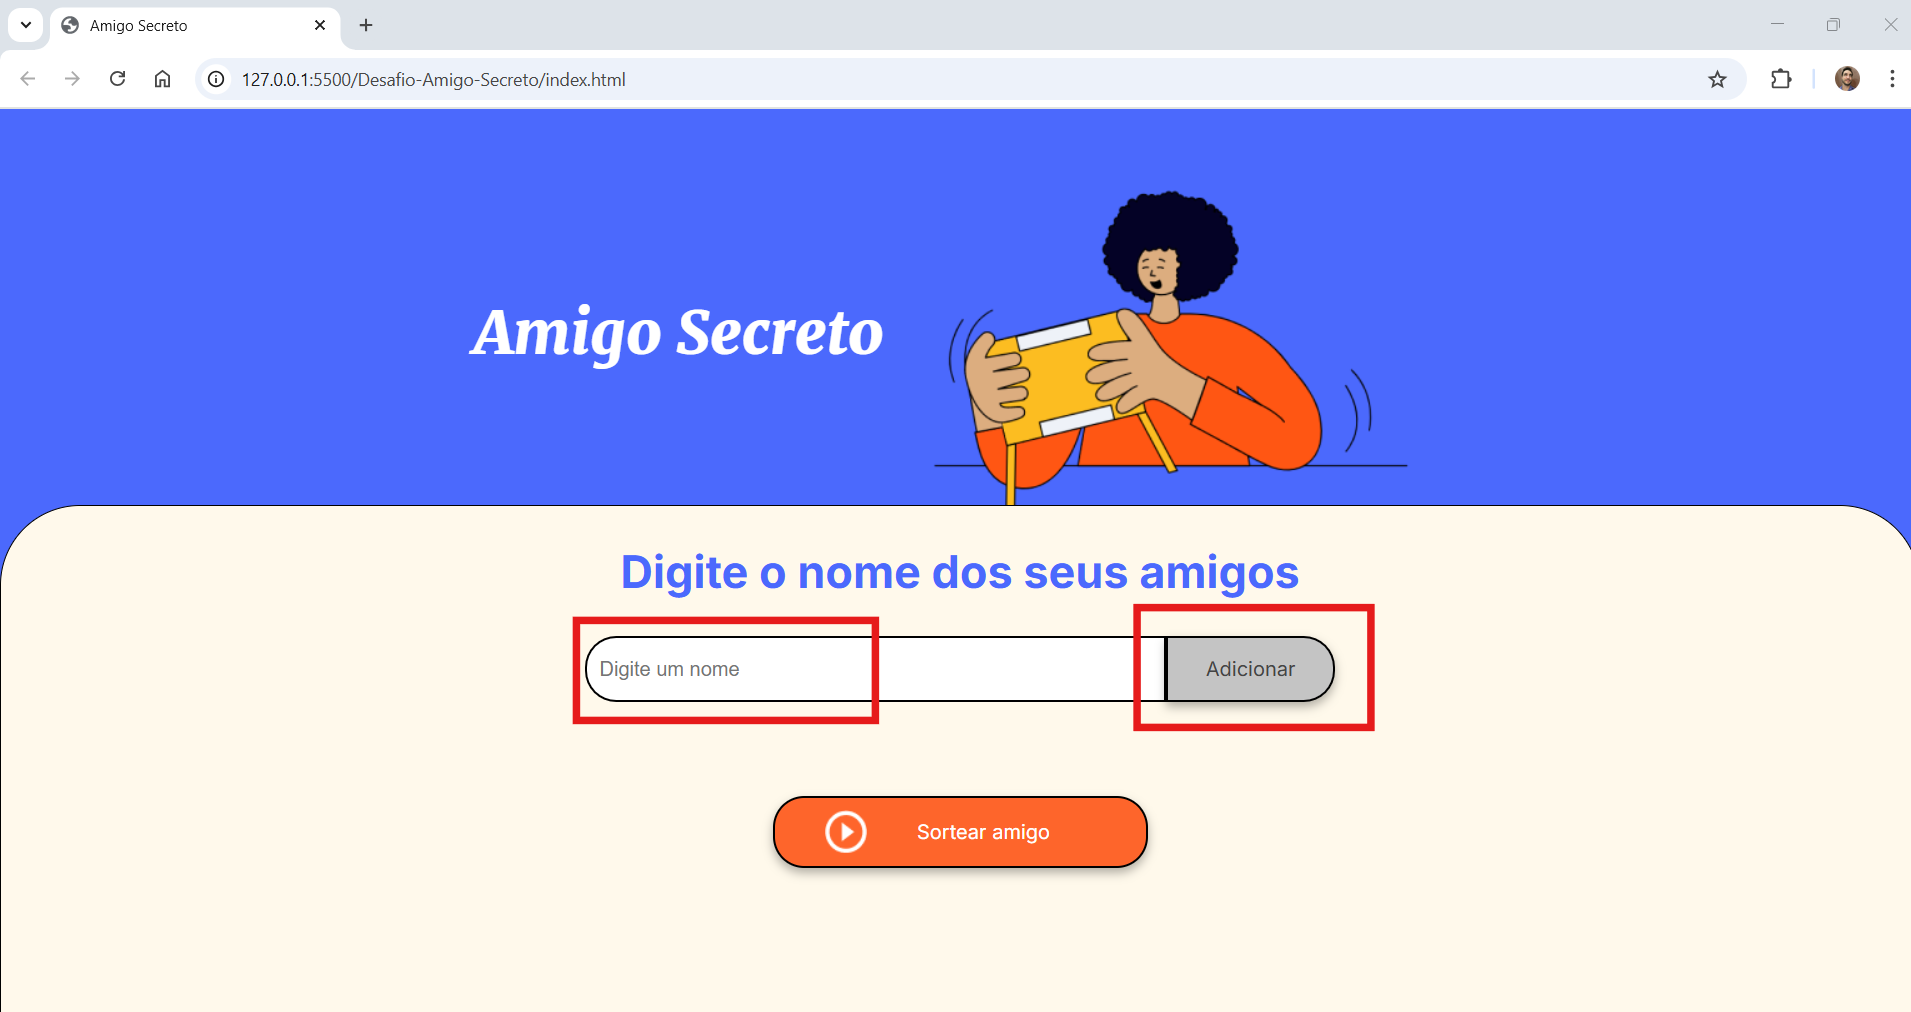 Amigo Secreto
127.0.0.1:5500/Desafio-Amigo-Secreto/index.html
Amigo Secreto
Digite o nome dos seus amigos
Digite um nome
Adicionar
Sortear amigo